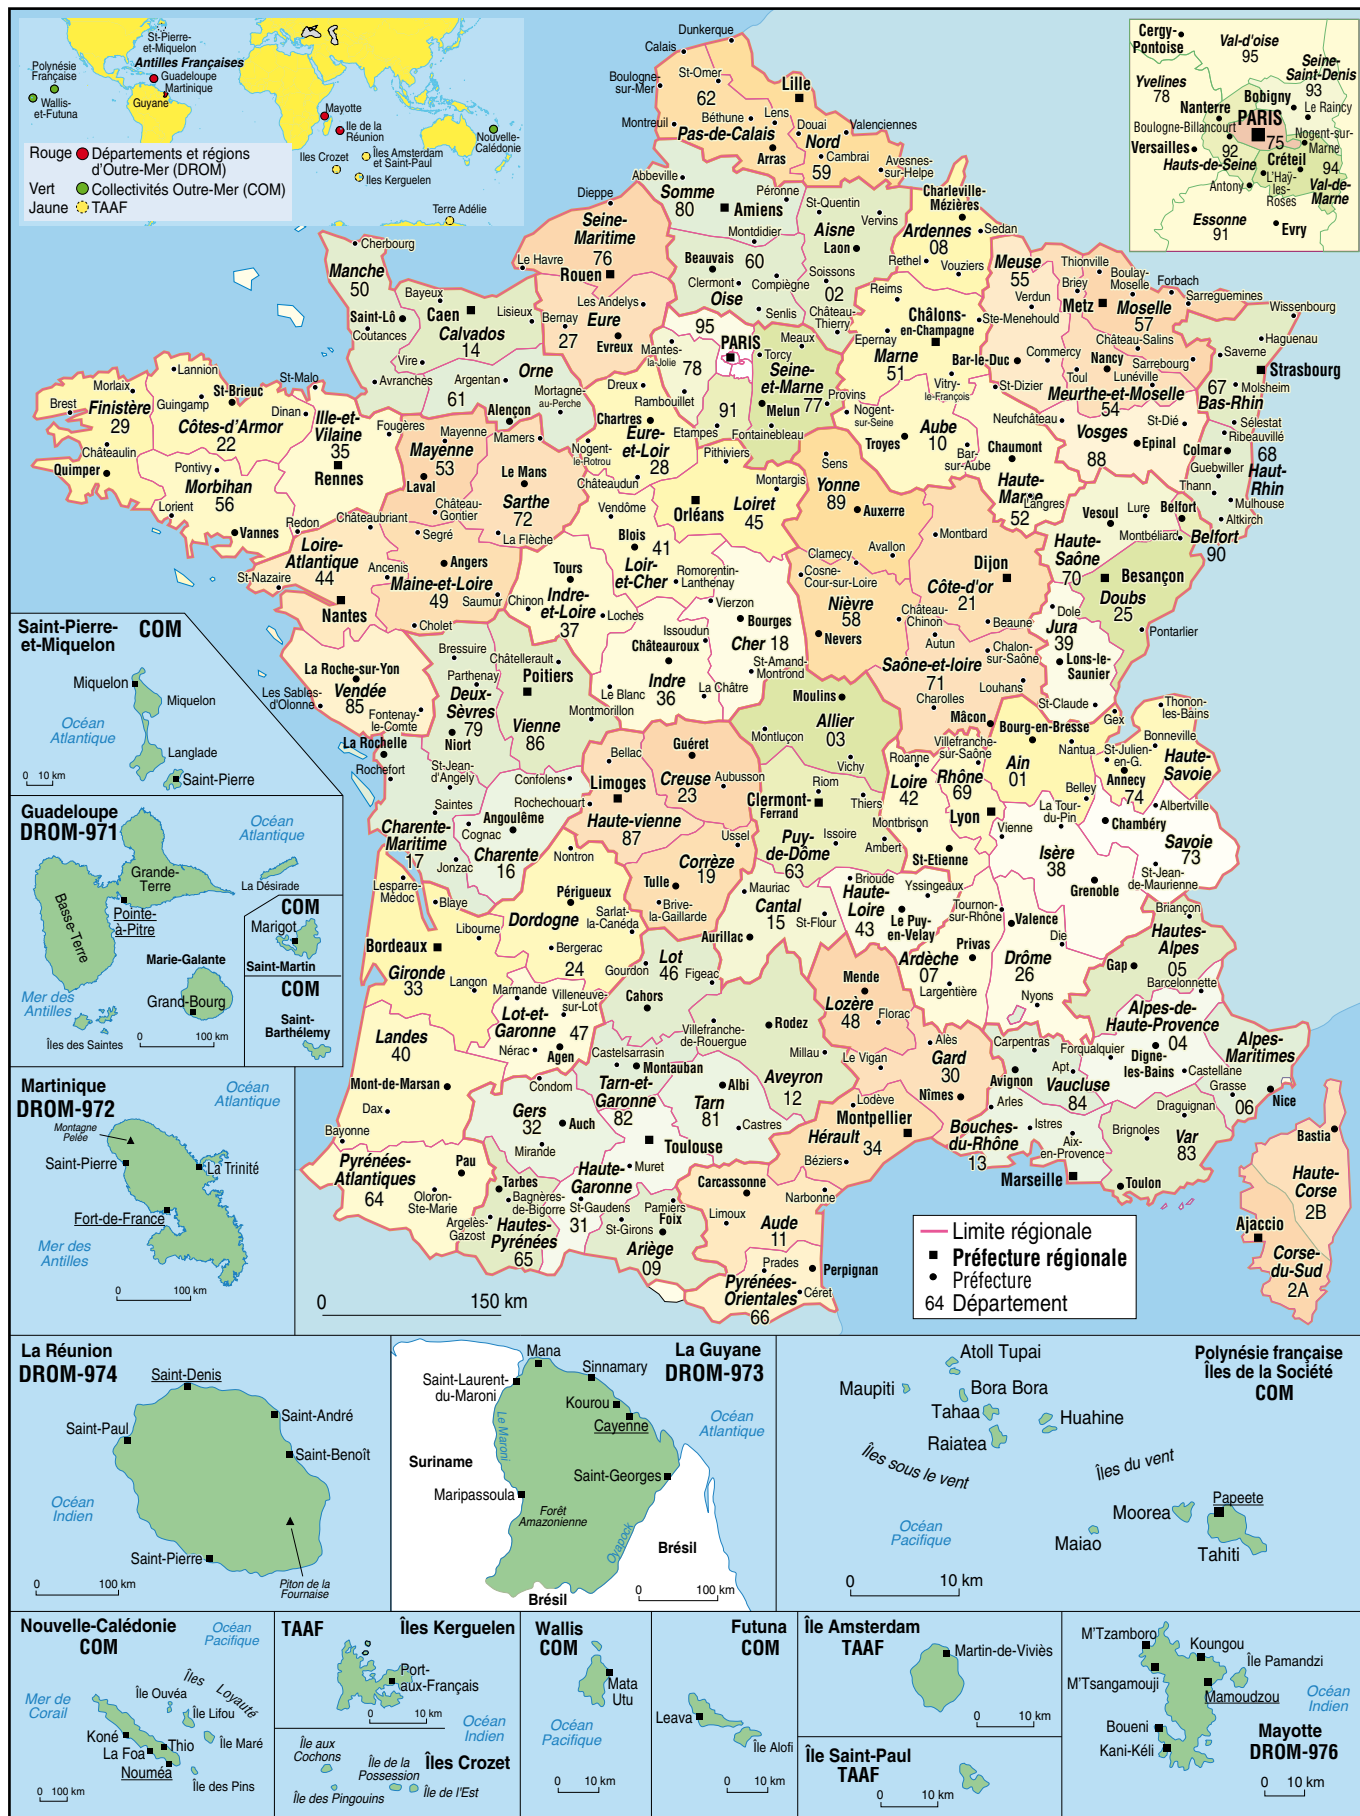 St-Pierre-
et-Miquelon
Antilles Françaises
Polynésie
Française
Guadeloupe
Martinique
Wallis-
et-Futuna
Guyane
Mayotte
Ile de la
Réunion
Nouvelle-
Calédonie
Iles Crozet
Îles Amsterdam
et Saint-Paul
Iles Kerguelen
Terre Adélie
Rouge Départements et régions
d'Outre-Mer (DROM)
Vert Collectivités Outre-Mer (COM)
Jaune TAAF
Cergy-
Pontoise
Val-d'oise
95
Seine-
Saint-Denis
93
Yvelines
78
Bobigny
Le Raincy
Nanterre
PARIS
75
Boulogne-Billancourt
Nogent-sur-
Marne
Versailles
92
Hauts-de-Seine
Créteil
94
L'Haÿ-
les-
Roses
Val-de-
Marne
Antony
Essonne
91
Evry
Dunkerque
Calais
Boulogne-
sur-Mer
St-Omer
62
Lille
Béthune
Lens
Montreuil
Pas-de-Calais
Douai
Valenciennes
Nord
Arras
Cambrai
59
Avesnes-
sur-Helpe
Abbeville
Somme
80
Péronne
Amiens
Montdidier
Dieppe
Seine-
Maritime
76
Rouen
Le Havre
St-Quentin
Vervins
Aisne
Laon
Soissons
02
Château-
Thierry
Charleville-
Mézières
Ardennes
08
Sedan
Rethel
Vouziers
Beauvais
60
Clermont
Compiègne
Oise
Senlis
Cherbourg
Manche
50
Saint-Lô
Coutances
Avranches
Bayeux
Caen
Lisieux
Calvados
14
Vire
Les Andelys
Bernay
Eure
27
Evreux
Orne
Argentan
61
Mortagne-
au-Perche
Alençon
95
PARIS
Mantes-
la-Jolie
78
Rambouillet
91
Etampes
Meaux
Torcy
Seine-
et-Marne
77
Melun
Provins
Fontainebleau
Reims
Châlons-
en-Champagne
Epernay
Marne
51
Vitry-
le-François
Ste-Menehould
Meuse
55
Verdun
Bar-le-Duc
Commercy
Thionville
Briey
Boulay-
Moselle
Forbach
Sarreguemines
Metz
Moselle
57
Château-Salins
Sarrebourg
Nancy
Toul
Lunéville
Meurthe-et-Moselle
54
Wissenbourg
Haguenau
Saverne
Strasbourg
67
Molsheim
Bas-Rhin
Sélestat
Ribeauvillé
Colmar
68
Guebwiller
Haut-
Rhin
Thann
Mulhouse
Altkirch
Neufchâteau
St-Dié
Vosges
88
Epinal
St-Dizier
Chaumont
Haute-
Marne
52
Langres
Nogent-
sur-Seine
Aube
10
Troyes
Bar-
sur-Aube
Lannion
Morlaix
Brest
Finistère
29
Châteaulin
Quimper
Guingamp
St-Brieuc
Dinan
Côtes-d'Armor
22
St-Malo
Ille-et-
Vilaine
35
Fougères
Rennes
Redon
Pontivy
Morbihan
56
Lorient
Vannes
Mayenne
Mayenne
53
Laval
Château-
Gontier
Mamers
Le Mans
Sarthe
72
La Flèche
Dreux
Chartres
Eure-
et-Loir
28
Nogent-
le-Rotrou
Châteaudun
Pithiviers
Montargis
Orléans
Loiret
45
Sens
Yonne
89
Auxerre
Avallon
Montbard
Dijon
Côte-d'or
21
Beaune
Vesoul
Lure
Haute-
Saône
70
Belfort
Belfort
90
Montbéliard
Besançon
Doubs
25
Pontarlier
Châteaubriant
Loire-
Atlantique
44
Ancenis
St-Nazaire
Nantes
Segré
Angers
Maine-et-Loire
49
Saumur
Cholet
Vendôme
Blois
41
Loir-
et-Cher
Romorentin-
Lanthenay
Tours
Indre-
et-Loire
37
Chinon
Loches
Vierzon
Bourges
Cher 18
St-Amand-
Montrond
Clamecy
Cosne-
Cour-sur-Loire
Nièvre
58
Château-
Chinon
Nevers
Autun
Chalon-
sur-Saône
Saône-et-loire
71
Louhans
Charolles
Mâcon
Dole
Jura
39
Lons-le-
Saunier
St-Claude
La Roche-sur-Yon
Vendée
85
Les Sables-
d'Olonne
Fontenay-
le-Comte
Bressuire
Parthenay
Deux-
Sèvres
79
Niort
Châtellerault
Poitiers
Vienne
86
Montmorillon
Issoudun
Châteauroux
Indre
36
Le Blanc
La Châtre
Moulins
Allier
03
Montluçon
Vichy
Gex
Bourg-en-Bresse
Nantua
Ain
01
Belley
Thonon-
les-Bains
Bonneville
St-Julien-
en-G.
Haute-
Savoie
Annecy
74
Albertville
Chambéry
Savoie
73
St-Jean-
de-Maurienne
La Rochelle
Rochefort
St-Jean-
d'Angely
Saintes
Charente-
Maritime
17
Jonzac
Confolens
Angoulême
Cognac
Charente
16
Bellac
Limoges
Rochechouart
Haute-vienne
87
Guéret
Creuse
23
Aubusson
Ussel
Corrèze
19
Tulle
Brive-
la-Gaillarde
Riom
Clermont-
Ferrand
Thiers
Puy-
de-Dôme
63
Issoire
Ambert
Roanne
Loire
42
Montbrison
St-Etienne
Villefranche-
sur-Saône
Rhône
69
Lyon
La Tour-
du-Pin
Vienne
Isère
38
Grenoble
Lesparre-
Médoc
Blaye
Libourne
Bordeaux
Gironde
33
Langon
Nontron
Périgueux
Dordogne
Sarlat-
la-Canéda
Bergerac
24
Mauriac
Cantal
15
St-Flour
Aurillac
Brioude
Haute-
Loire
43
Yssingeaux
Le Puy-
en-Velay
Tournon-
sur-Rhône
Privas
Ardèche
07
Largentière
Valence
Die
Drôme
26
Nyons
Briançon
Hautes-
Alpes
05
Gap
Barcelonnette
Lot
46
Gourdon
Figeac
Cahors
Marmande
Villeneuve-
sur-Lot
Lot-et-
Garonne
47
Nérac
Agen
Landes
40
Mont-de-Marsan
Dax
Villefranche-
de-Rouergue
Rodez
Millau
Aveyron
12
Mende
Lozère
48
Florac
Alès
Le Vigan
Gard
30
Nîmes
Carpentras
Avignon
Apt
Vaucluse
84
Alpes-de-
Haute-Provence
04
Forqualquier
Digne-
les-Bains
Castellane
Alpes-
Maritimes
06
Grasse
Nice
Castelsarrasin
Montauban
Tarn-et-
Garonne
82
Albi
Tarn
81
Castres
Condom
Gers
32
Auch
Mirande
Toulouse
Haute-
Garonne
31
Muret
St-Gaudens
Lodève
Montpellier
Hérault
34
Béziers
Arles
Bouches-
du-Rhône
13
Istres
Aix-
en-Provence
Marseille
Draguignan
Brignoles
Var
83
Toulon
Bayonne
Pyrénées-
Atlantiques
64
Pau
Oloron-
Ste-Marie
Tarbes
Bagnères-
de-Bigorre
Argelès-
Gazost
Hautes-
Pyrénées
65
Pamiers
Foix
St-Girons
Ariège
09
Carcassonne
Narbonne
Limoux
Aude
11
Prades
Perpignan
Pyrénées-
Orientales
66
Céret
Bastia
Haute-
Corse
2B
Ajaccio
Corse-
du-Sud
2A
0 150 km
Limite régionale
Préfecture régionale
Préfecture
64 Département
Saint-Pierre-
et-Miquelon
COM
Miquelon
Miquelon
Océan
Atlantique
Langlade
0 10 km
Saint-Pierre
Guadeloupe
DROM-971
Océan
Atlantique
Grande-
Terre
La Désirade
Basse-Terre
Pointe-
à-Pitre
COM
Marigot
Saint-Martin
Marie-Galante
Mer des
Antilles
Grand-Bourg
COM
Saint-
Barthélemy
Îles des Saintes
0 100 km
Martinique
DROM-972
Océan
Atlantique
Montagne
Pelée
Saint-Pierre
La Trinité
Fort-de-France
Mer des
Antilles
0 100 km
La Réunion
DROM-974
Saint-Denis
Saint-André
Saint-Paul
Saint-Benoît
Océan
Indien
Saint-Pierre
Piton de la
Fournaise
0 100 km
La Guyane
DROM-973
Mana
Sinnamary
Saint-Laurent-
du-Maroni
Kourou
Cayenne
Océan
Atlantique
Le Maroni
Suriname
Saint-Georges
Maripassoula
Forêt
Amazonienne
Oyapock
Brésil
Brésil
0 100 km
Polynésie française
Îles de la Société
COM
Atoll Tupai
Maupiti
Bora Bora
Tahaa
Huahine
Raiatea
Îles sous le vent
Îles du vent
Océan
Pacifique
Moorea
Papeete
Maiao
Tahiti
0 10 km
Nouvelle-Calédonie
COM
Océan
Pacifique
Mer de
Corail
Îles Loyauté
Île Ouvéa
Île Lifou
Koné
Île Maré
La Foa
Thio
Nouméa
Île des Pins
0 100 km
TAAF
Îles Kerguelen
Port-
aux-Français
0 10 km
Océan
Indien
Île aux
Cochons
Île de la
Possession
Îles Crozet
Île des Pingouins
Île de l'Est
Wallis
COM
Mata
Utu
Océan
Pacifique
0 10 km
Futuna
COM
Leava
Île Alofi
0 10 km
Île Amsterdam
TAAF
Martin-de-Viviès
0 10 km
Île Saint-Paul
TAAF
0 10 km
M'Tzamboro
Koungou
Île Pamandzi
M'Tsangamouji
Mamoudzou
Océan
Indien
Boueni
Kani-Kéli
Mayotte
DROM-976
0 10 km